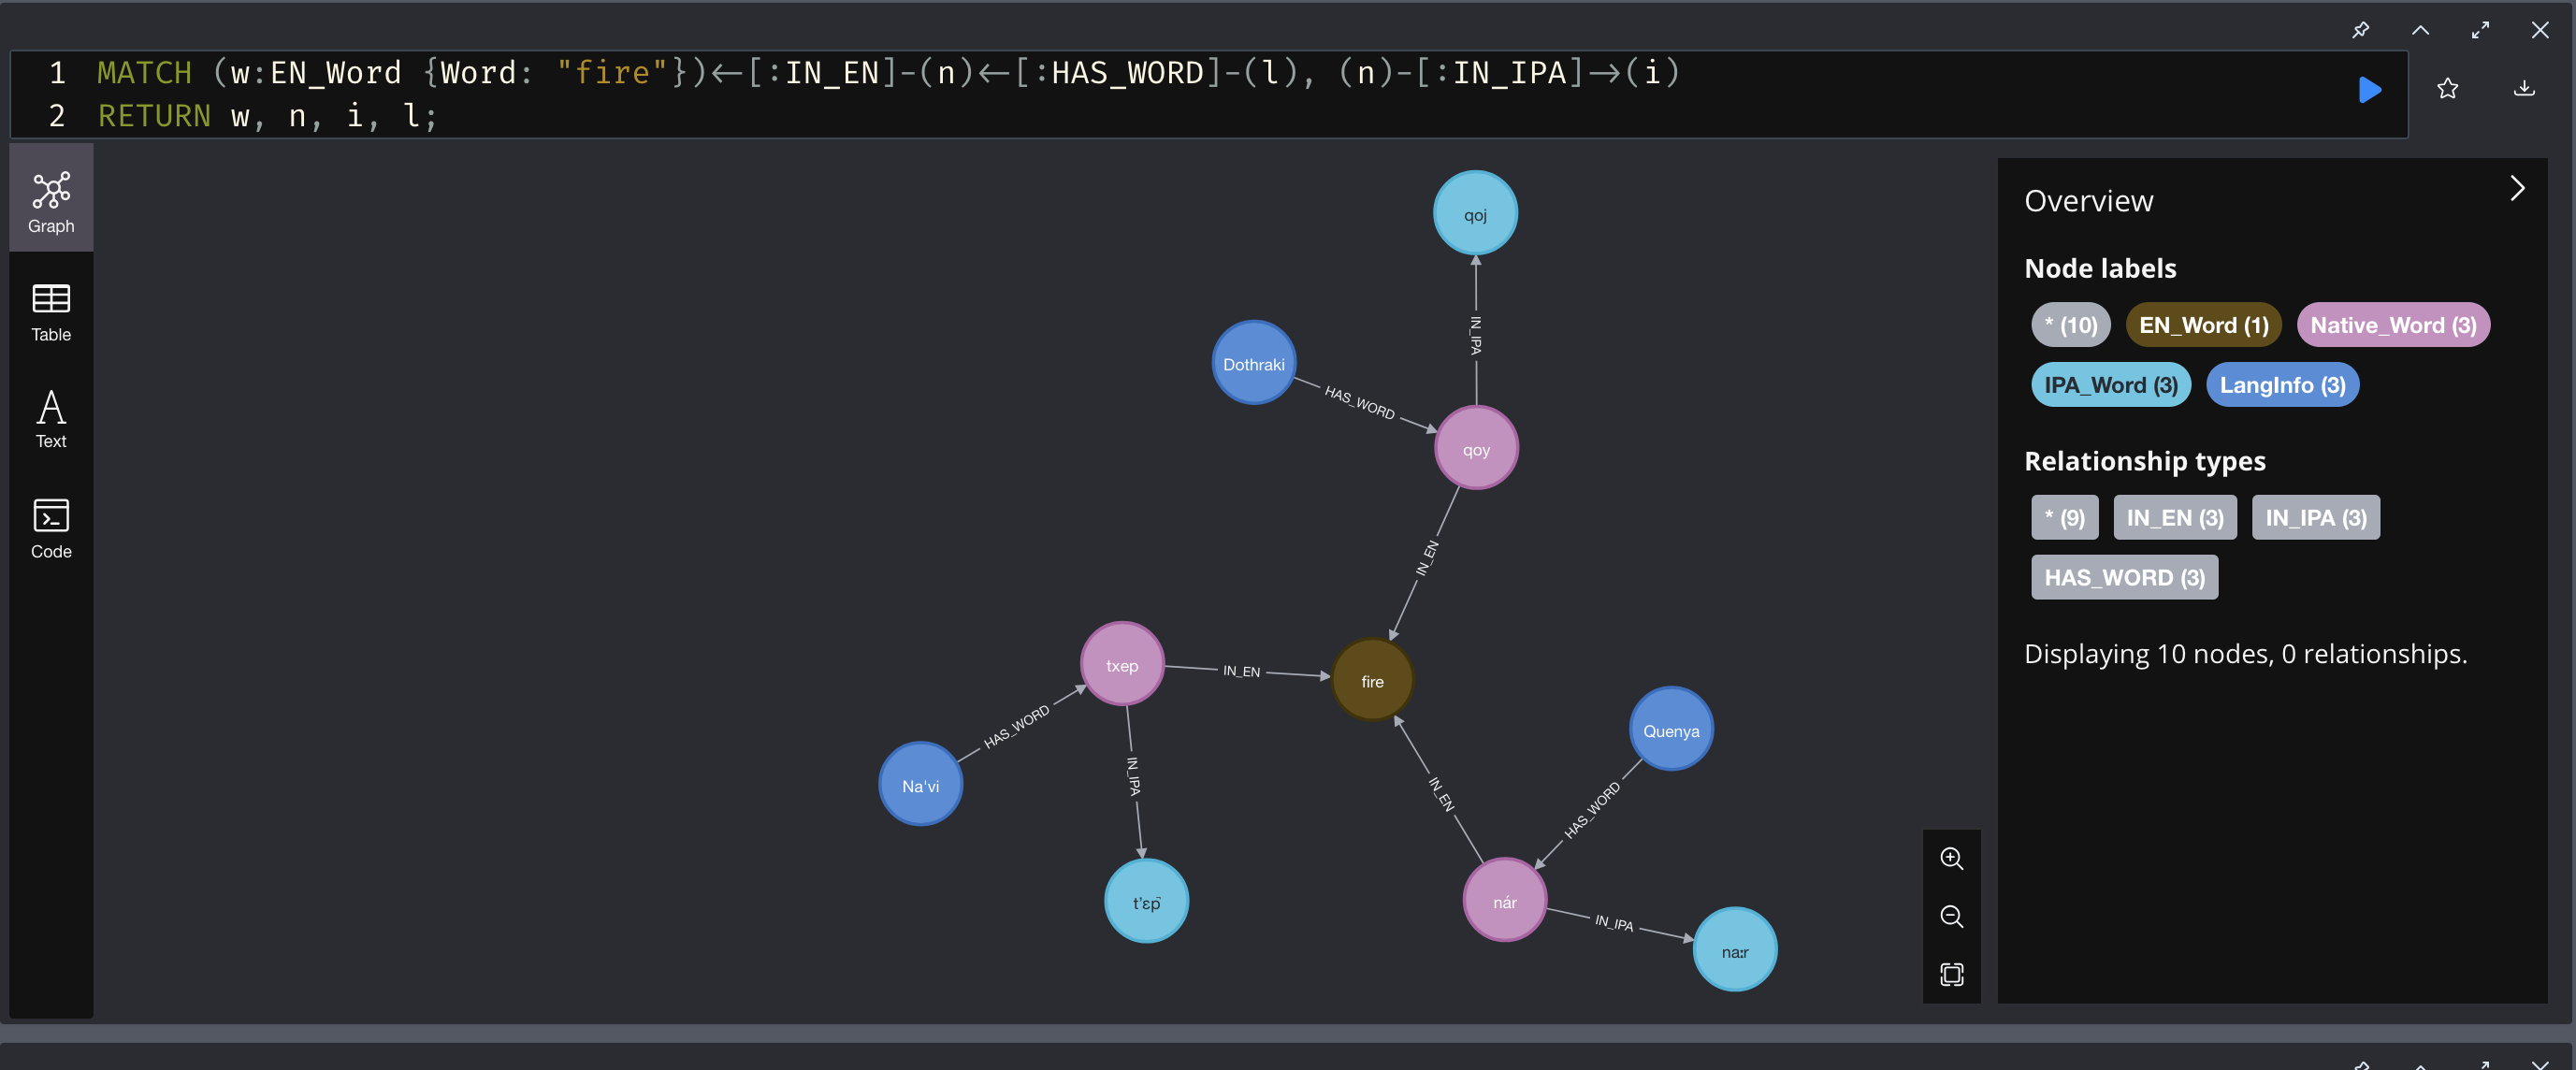 1 MATCH (w:EN_Word {Word: "fire"})<-[:IN_EN]-(n)<-[:HAS_WORD]-(l), (n)-[:IN_IPA]->(i)
2 RETURN w, n, i, l;
Graph
Table
Text
Code
qoj
IN_IPA
Dothraki
HAS_WORD
qoy
IN_EN
txep
IN_EN
fire
HAS_WORD
Na'vi
IN_IPA
t'ɛp̚
Quenya
HAS_WORD
IN_EN
nár
IN_IPA
naːr
Overview
Node labels
* (10) EN_Word (1) Native_Word (3)
IPA_Word (3) LangInfo (3)
Relationship types
* (9) IN_EN (3) IN_IPA (3)
HAS_WORD (3)
Displaying 10 nodes, 0 relationships.